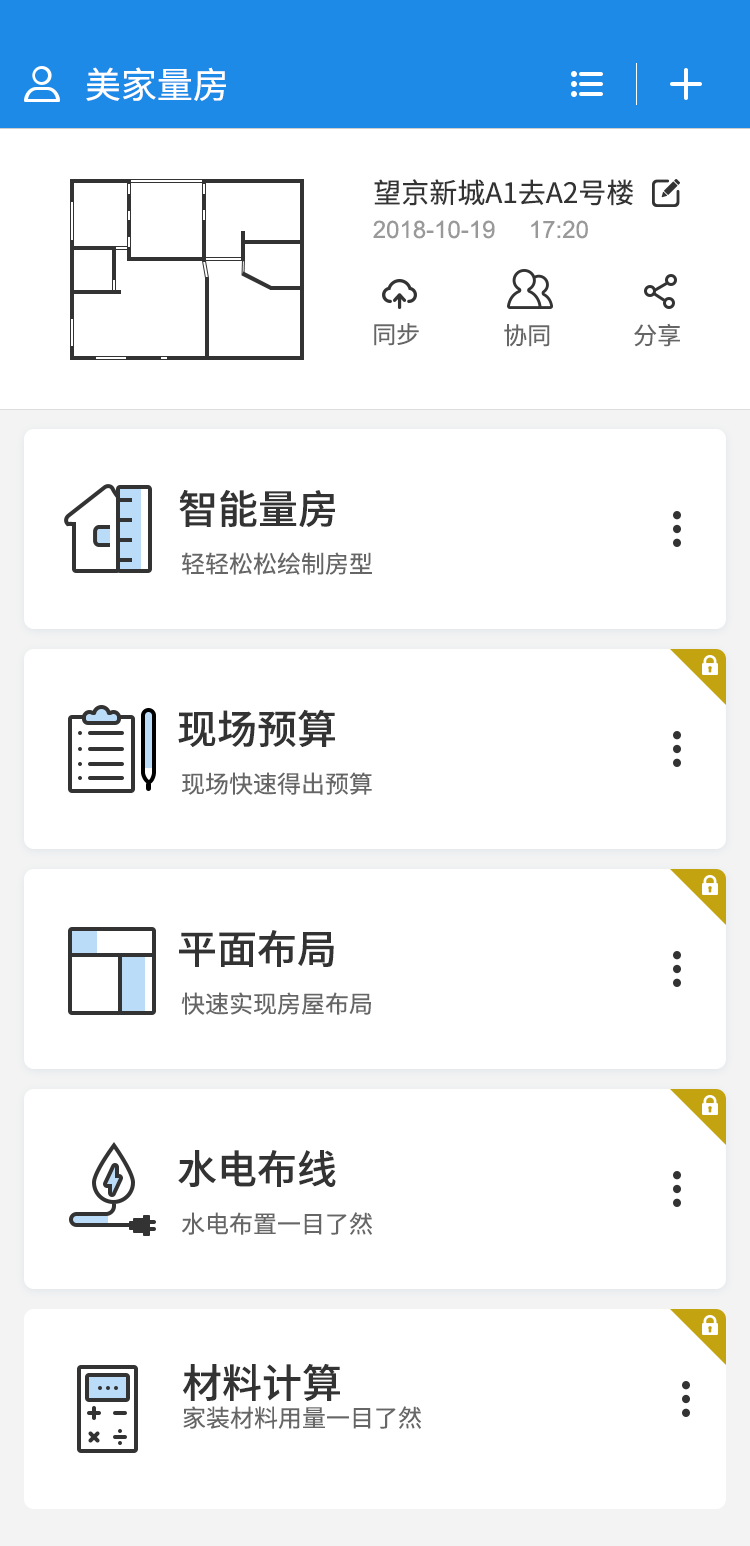 美家量房
望京新城A1去A2号楼
2018-10-19 17:20
同步 协同 分享
智能量房
轻轻松松绘制房型
现场预算
现场快速得出预算
平面布局
快速实现房屋布局
水电布线
水电布置一目了然
材料计算
家装材料用量一目了然